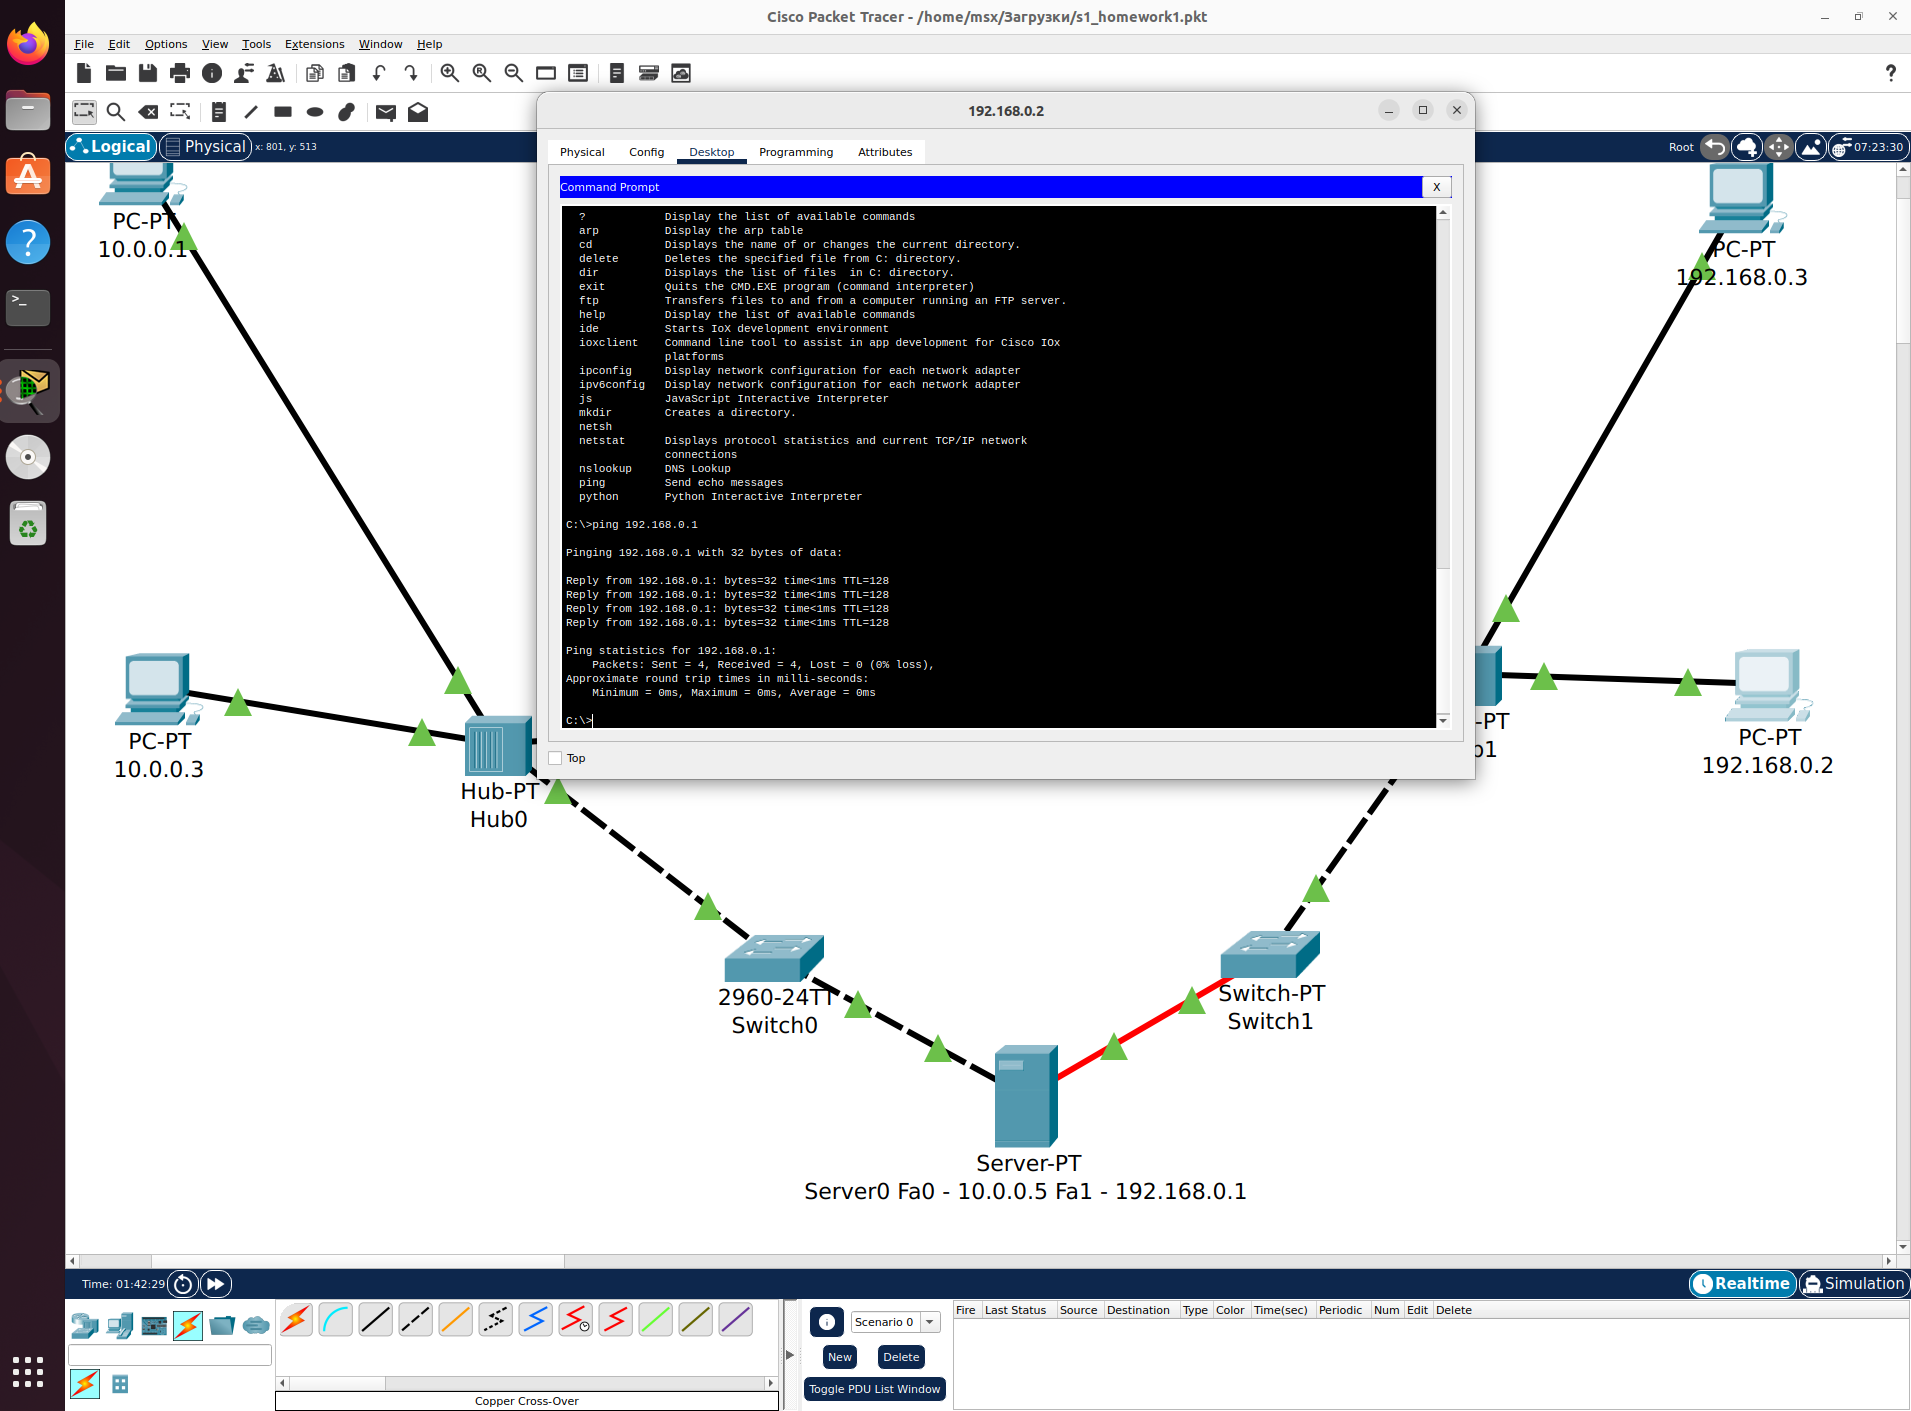 Cisco Packet Tracer - /home/msx/Загрузки/s1_homework1.pkt
File Edit Options View Tools Extensions Window Help
?
192.168.0.2
Logical Physical x: 801, y: 513
Root 07:23:30
Physical Config Desktop Programming Attributes
Command Prompt X
? Display the list of available commands
arp Display the arp table
cd Displays the name of or changes the current directory.
delete Deletes the specified file from C: directory.
dir Displays the list of files  in C: directory.
exit Quits the CMD.EXE program (command interpreter)
ftp Transfers files to and from a computer running an FTP server.
help Display the list of available commands
ide Starts IoX development environment
ioxclient Command line tool to assist in app development for Cisco IOx
platforms
ipconfig Display network configuration for each network adapter
ipv6config Display network configuration for each network adapter
js JavaScript Interactive Interpreter
mkdir Creates a directory.
netsh
netstat Displays protocol statistics and current TCP/IP network
connections
nslookup DNS Lookup
ping Send echo messages
python Python Interactive Interpreter
C:\>ping 192.168.0.1
Pinging 192.168.0.1 with 32 bytes of data:
Reply from 192.168.0.1: bytes=32 time<1ms TTL=128
Reply from 192.168.0.1: bytes=32 time<1ms TTL=128
Reply from 192.168.0.1: bytes=32 time<1ms TTL=128
Reply from 192.168.0.1: bytes=32 time<1ms TTL=128
Ping statistics for 192.168.0.1:
Packets: Sent = 4, Received = 4, Lost = 0 (0% loss),
Approximate round trip times in milli-seconds:
Minimum = 0ms, Maximum = 0ms, Average = 0ms
C:\>
Top
PC-PT
10.0.0.1
PC-PT
192.168.0.3
PC-PT
10.0.0.3
Hub-PT
Hub0
-PT
b1
PC-PT
192.168.0.2
2960-24TT
Switch0
Switch-PT
Switch1
Server-PT
Server0 Fa0 - 10.0.0.5 Fa1 - 192.168.0.1
Time: 01:42:29
Realtime Simulation
Scenario 0
New Delete
Toggle PDU List Window
Fire Last Status Source Destination Type Color Time(sec) Periodic Num Edit Delete
Copper Cross-Over